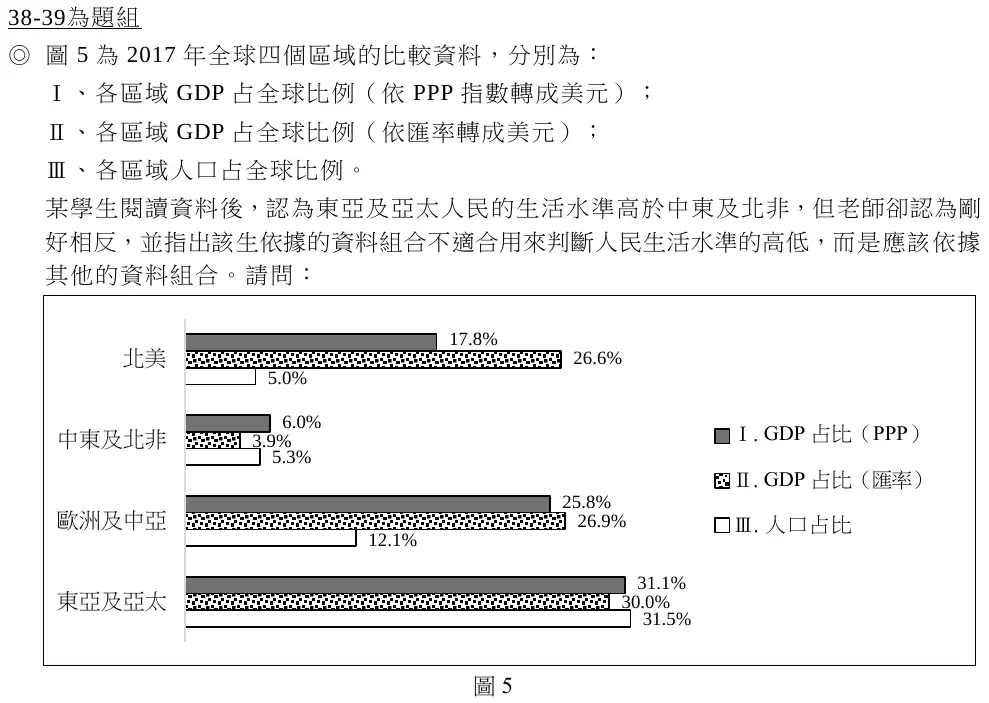 38-39為題組
◎ 圖 5 為 2017 年全球四個區域的比較資料，分別為：
Ⅰ、各區域 GDP 占全球比例（依 PPP 指數轉成美元）；
Ⅱ、各區域 GDP 占全球比例（依匯率轉成美元）；
Ⅲ、各區域人口占全球比例。
某學生閱讀資料後，認為東亞及亞太人民的生活水準高於中東及北非，但老師卻認為剛
好相反，並指出該生依據的資料組合不適合用來判斷人民生活水準的高低，而是應該依據
其他的資料組合。請問：
北美
17.8%
26.6%
5.0%
中東及北非
6.0%
3.9%
5.3%
歐洲及中亞
25.8%
26.9%
12.1%
東亞及亞太
31.1%
30.0%
31.5%
Ⅰ. GDP 占比（PPP）
Ⅱ. GDP 占比（匯率）
Ⅲ. 人口占比
圖 5